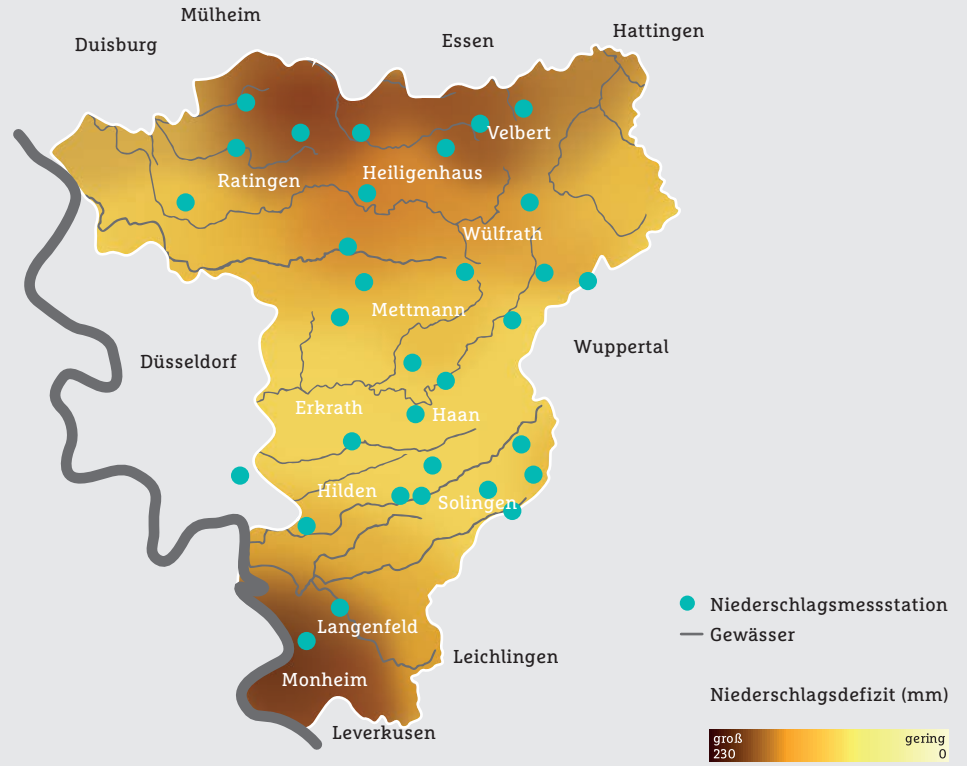 Mülheim
Duisburg
Essen
Hattingen
Velbert
Ratingen
Heiligenhaus
Wülfrath
Mettmann
Wuppertal
Düsseldorf
Erkrath
Haan
Hilden
Solingen
Langenfeld
Leichlingen
Monheim
Leverkusen
Niederschlagsmessstation
Gewässer
Niederschlagsdefizit (mm)
groß gering
230 0